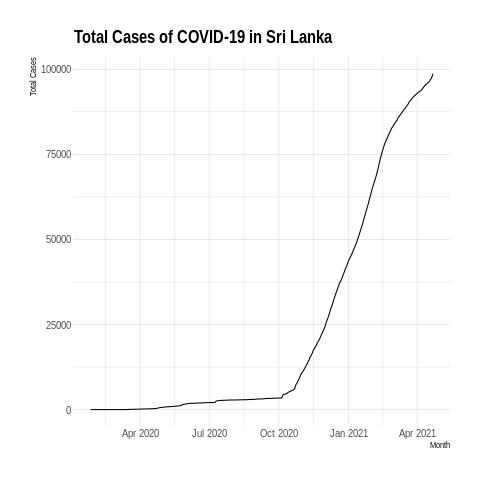 Total Cases of COVID-19 in Sri Lanka
Total Cases
100000
75000
50000
25000
0
Apr 2020 Jul 2020 Oct 2020 Jan 2021 Apr 2021
Month